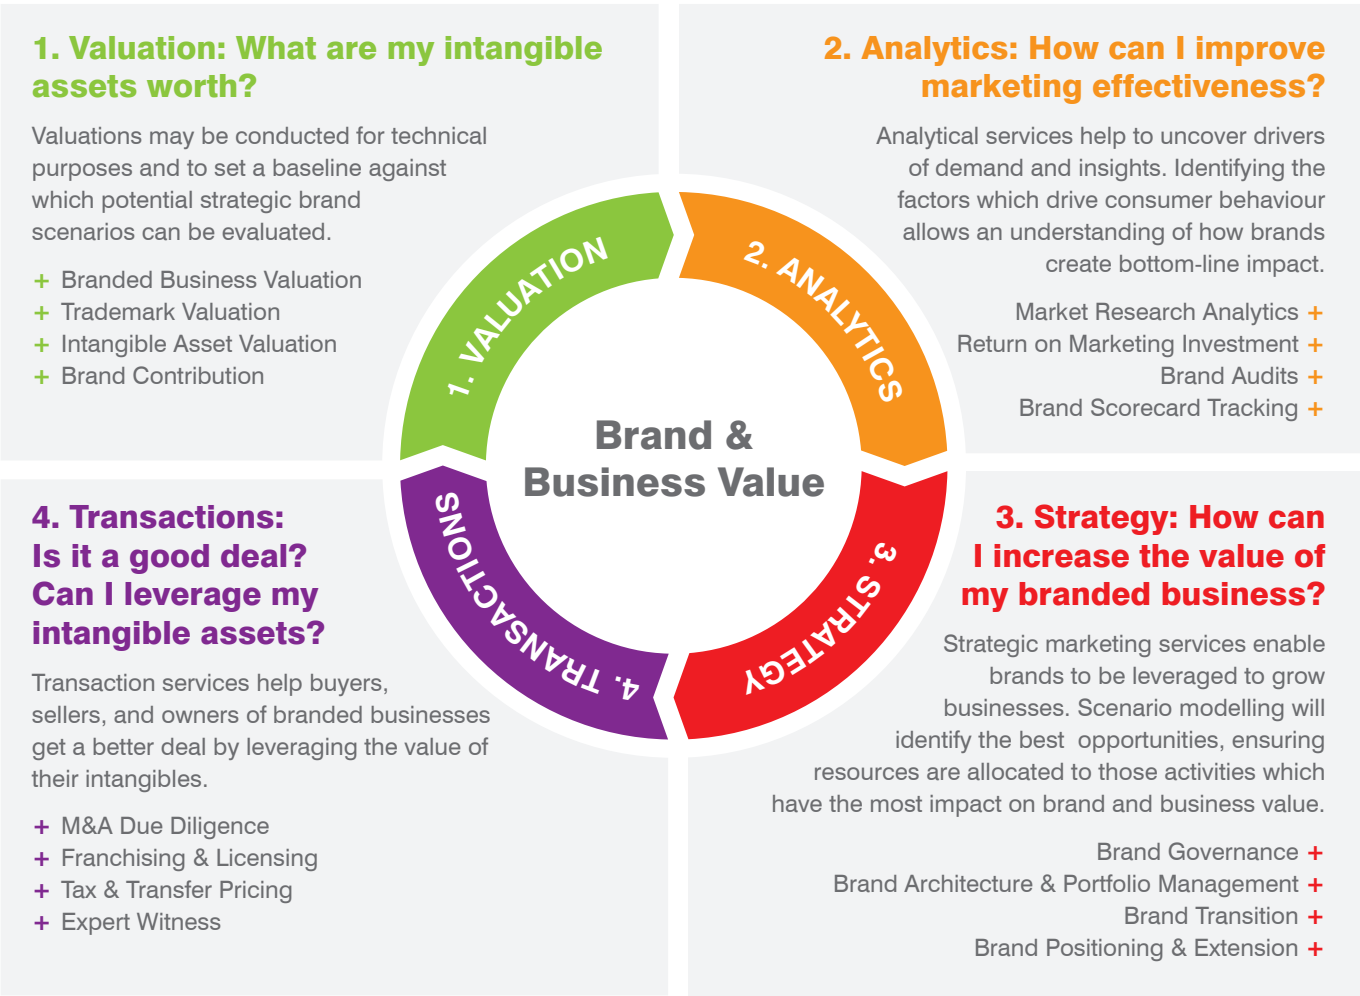 1. Valuation: What are my intangible
assets worth?
Valuations may be conducted for technical
purposes and to set a baseline against
which potential strategic brand
scenarios can be evaluated.
+ Branded Business Valuation
+ Trademark Valuation
+ Intangible Asset Valuation
+ Brand Contribution
2. Analytics: How can I improve
marketing effectiveness?
Analytical services help to uncover drivers
of demand and insights. Identifying the
factors which drive consumer behaviour
allows an understanding of how brands
create bottom-line impact.
Market Research Analytics +
Return on Marketing Investment +
Brand Audits +
Brand Scorecard Tracking +
1. VALUATION
2. ANALYTICS
Brand &
Business Value
3. STRATEGY
4. TRANSACTIONS
3. Strategy: How can
I increase the value of
my branded business?
Strategic marketing services enable
brands to be leveraged to grow
businesses. Scenario modelling will
identify the best  opportunities, ensuring
resources are allocated to those activities which
have the most impact on brand and business value.
Brand Governance +
Brand Architecture & Portfolio Management +
Brand Transition +
Brand Positioning & Extension +
4. Transactions:
Is it a good deal?
Can I leverage my
intangible assets?
Transaction services help buyers,
sellers, and owners of branded businesses
get a better deal by leveraging the value of
their intangibles.
+ M&A Due Diligence
+ Franchising & Licensing
+ Tax & Transfer Pricing
+ Expert Witness